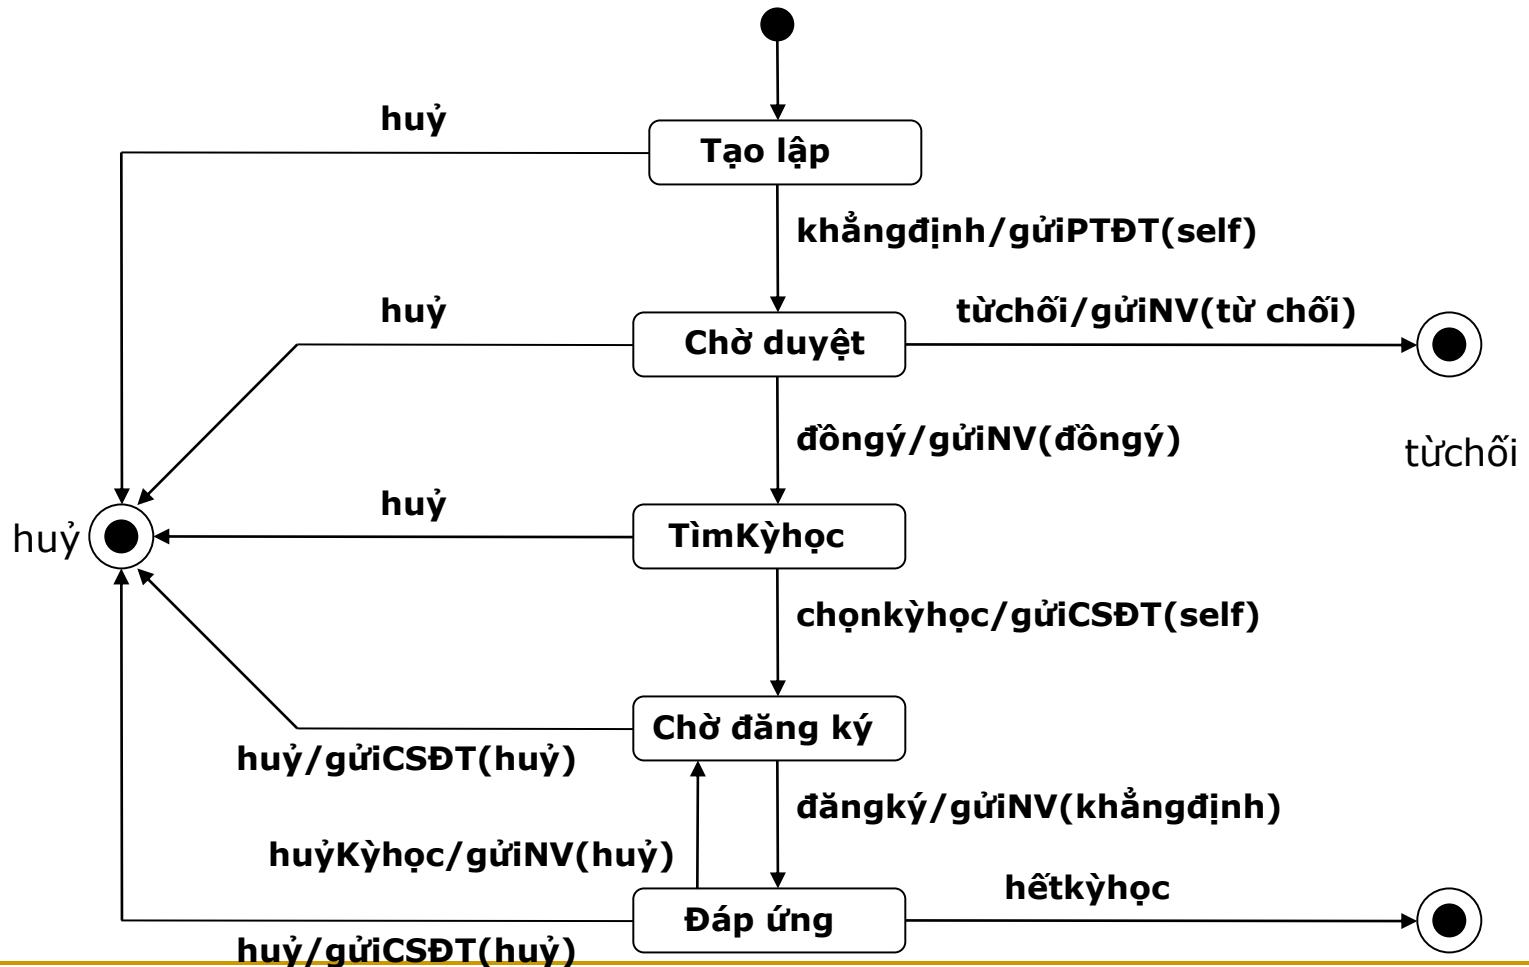 huỷ
Tạo lập
khẳngđịnh/gửiPTĐT(self)
huỷ
Chờ duyệt
từchối/gửiNV(từ chối)
đồngý/gửiNV(đồngý)
từchối
huỷ
huỷ
TìmKỳhọc
chọnkỳhọc/gửiCSĐT(self)
Chờ đăng ký
huỷ/gửiCSĐT(huỷ)
đăngký/gửiNV(khẳngđịnh)
huỷKỳhọc/gửiNV(huỷ)
hếtkỳhọc
Đáp ứng
huỷ/gửiCSĐT(huỷ)